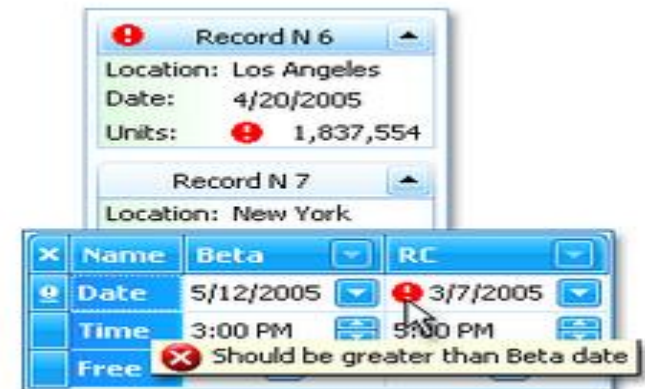 Record N 6
Location: Los Angeles
Date: 4/20/2005
Units: 1,837,554
Record N 7
Location: New York
Name Beta RC
Date 5/12/2005 3/7/2005
Time 3:00 PM 5:00 PM
Free Should be greater than Beta date